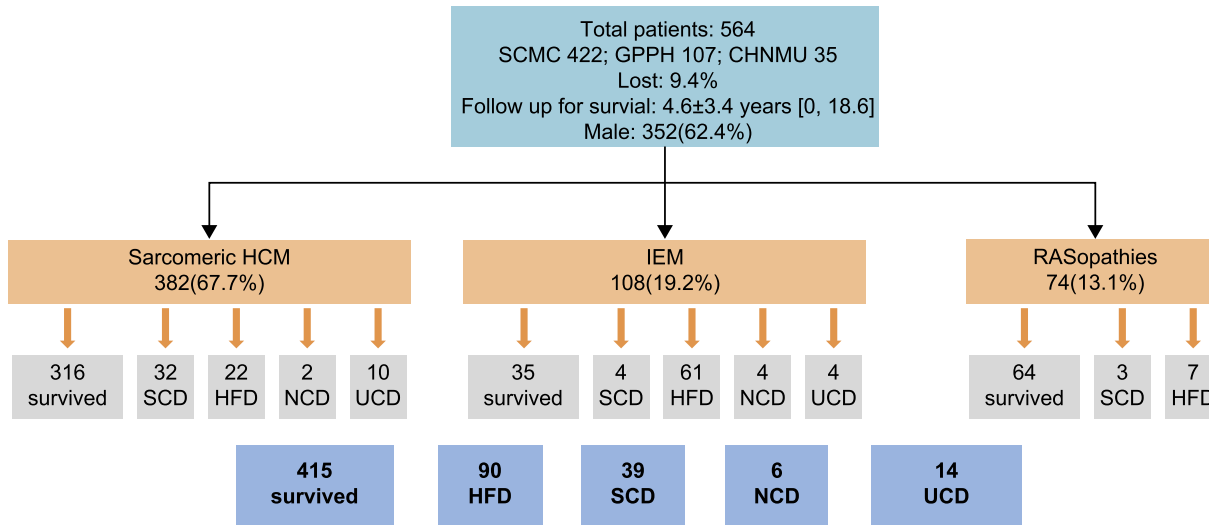 Total patients: 564
SCMC 422; GPPH 107; CHNMU 35
Lost: 9.4%
Follow up for survial: 4.6±3.4 years [0, 18.6]
Male: 352(62.4%)
Sarcomeric HCM
382(67.7%)
IEM
108(19.2%)
RASopathies
74(13.1%)
316
survived
32
SCD
22
HFD
2
NCD
10
UCD
35
survived
4
SCD
61
HFD
4
NCD
4
UCD
64
survived
3
SCD
7
HFD
415
survived
90
HFD
39
SCD
6
NCD
14
UCD